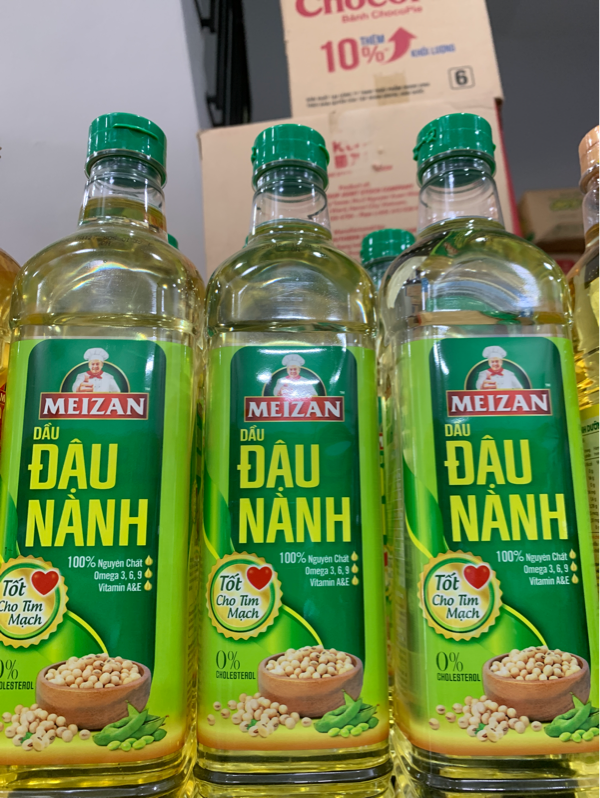 Bánh ChocoPie
THÊM
10%
KHỐI LƯỢNG
6
MEIZAN
DẦU
ĐẬU
NÀNH
100% Nguyên Chất
Omega 3, 6, 9
Vitamin A&E
Tốt
Cho Tim
Mạch
0%
CHOLESTEROL
MEIZAN
DẦU
ĐẬU
NÀNH
100% Nguyên Chất
Omega 3, 6, 9
Vitamin A&E
Tốt
Cho Tim
Mạch
0%
CHOLESTEROL
MEIZAN
DẦU
ĐẬU
NÀNH
100% Nguyên Chất
Omega 3, 6, 9
Vitamin A&E
Tốt
Cho Tim
Mạch
0%
CHOLESTEROL